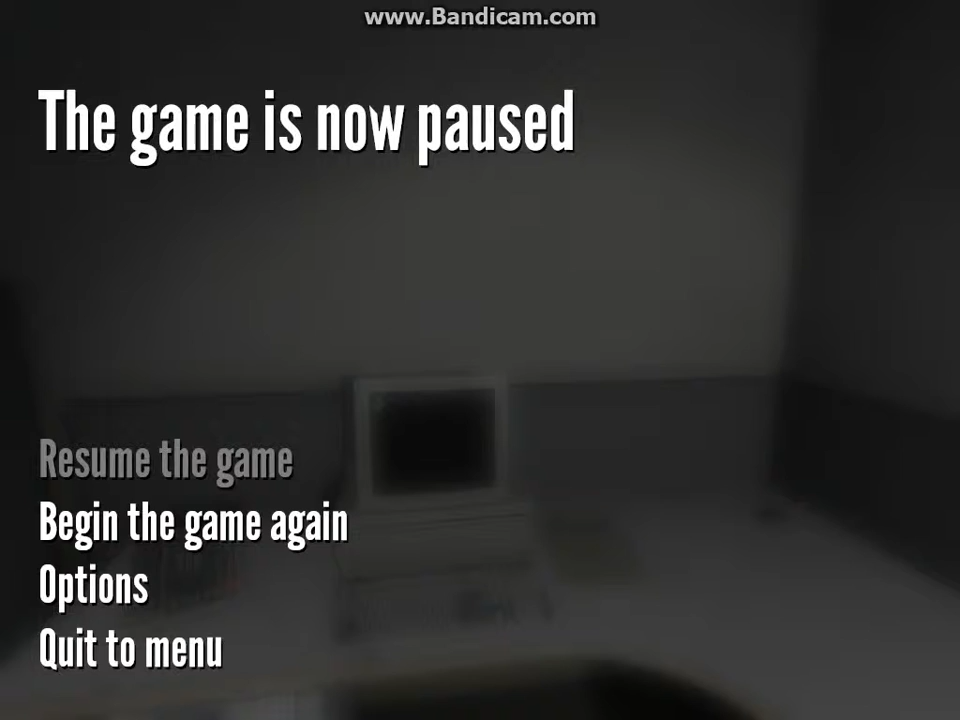 www.Bandicam.com
The game is now paused
Resume the game
Begin the game again
Options
Quit to menu